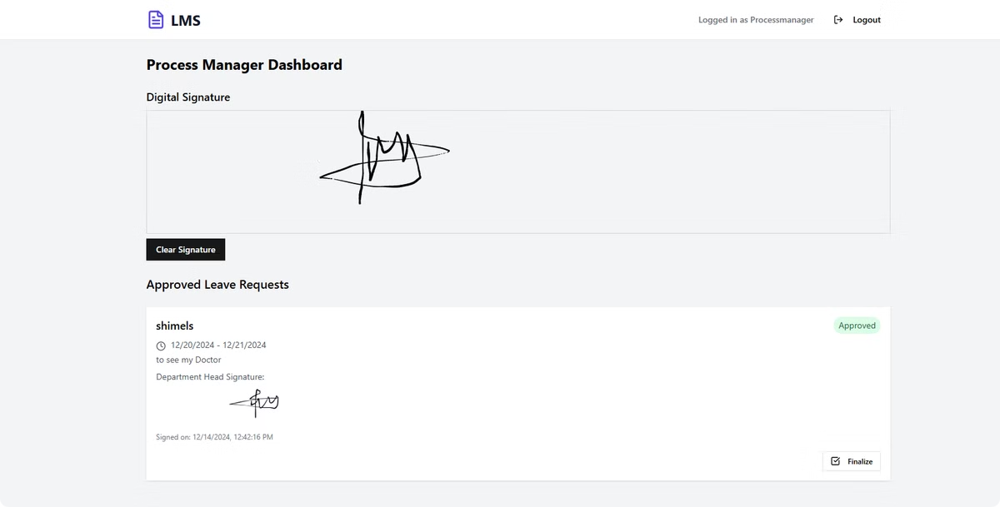 LMS
Logged in as Processmanager
Logout
Process Manager Dashboard
Digital Signature
Clear Signature
Approved Leave Requests
shimels
Approved
12/20/2024 - 12/21/2024
to see my Doctor
Department Head Signature:
Signed on: 12/14/2024, 12:42:16 PM
Finalize